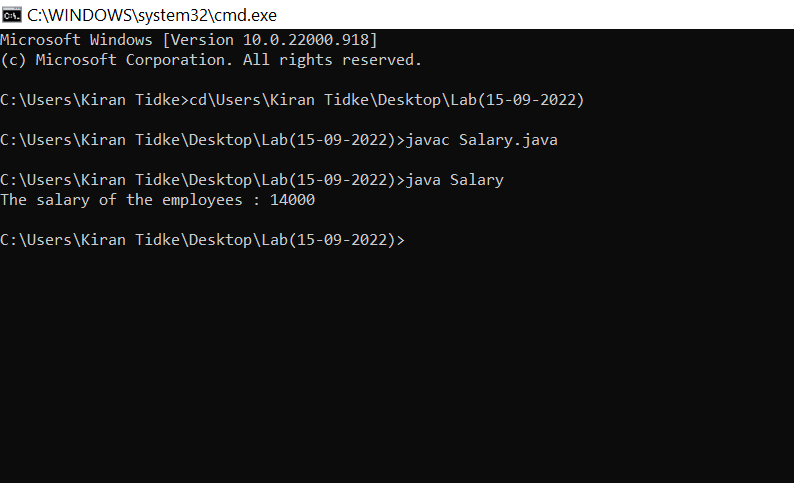 C:\WINDOWS\system32\cmd.exe
Microsoft Windows [Version 10.0.22000.918]
(c) Microsoft Corporation. All rights reserved.
C:\Users\Kiran Tidke>cd\Users\Kiran Tidke\Desktop\Lab(15-09-2022)
C:\Users\Kiran Tidke\Desktop\Lab(15-09-2022)>javac Salary.java
C:\Users\Kiran Tidke\Desktop\Lab(15-09-2022)>java Salary
The salary of the employees : 14000
C:\Users\Kiran Tidke\Desktop\Lab(15-09-2022)>